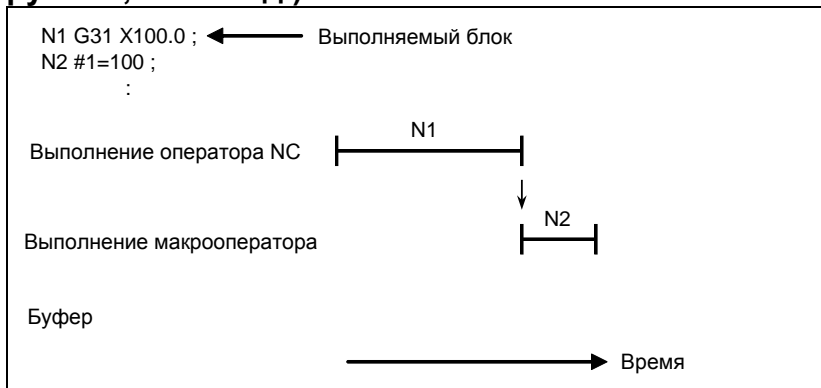 N1 G31 X100.0 ; Выполняемый блок
N2 #1=100 ;
:
N1
Выполнение оператора NC
N2
Выполнение макрооператора
Буфер
Время